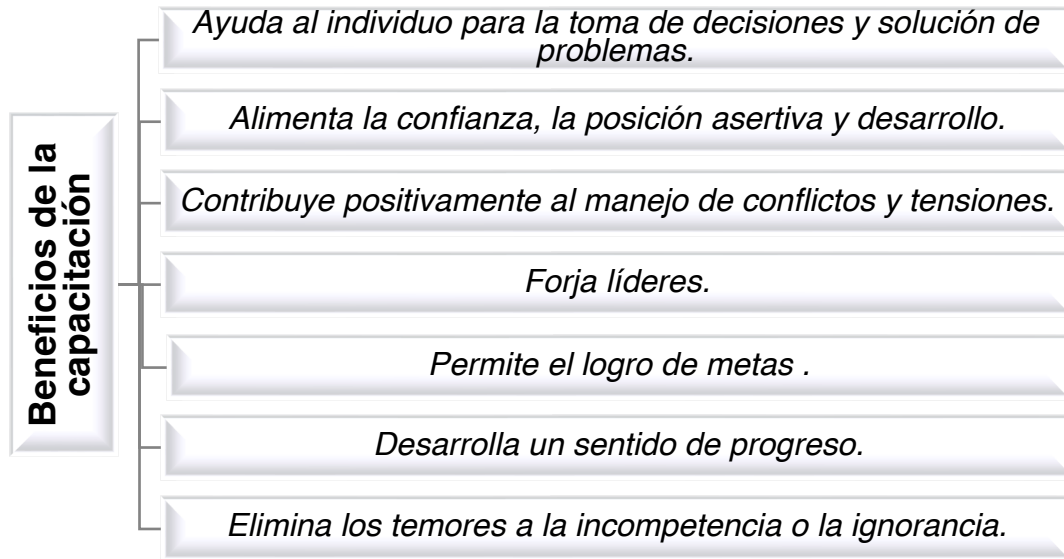 Beneficios de la
capacitación
Ayuda al individuo para la toma de decisiones y solución de
problemas.
Alimenta la confianza, la posición asertiva y desarrollo.
Contribuye positivamente al manejo de conflictos y tensiones.
Forja líderes.
Permite el logro de metas .
Desarrolla un sentido de progreso.
Elimina los temores a la incompetencia o la ignorancia.